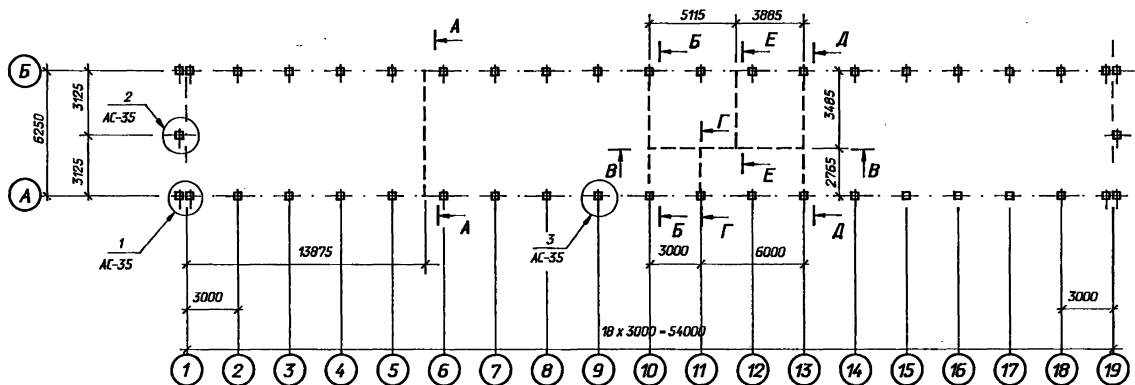 5115 3885
А Б Е Д
Б
2
АС-35
3125
6250
3125
3485
2765
Г
В В
Е
А
1
АС-35
А
3
АС-35
Б Г Д
13875
3000 6000
3000 3000
18 x 3000 = 54000
1 2 3 4 5 6 7 8 9 10 11 12 13 14 15 16 17 18 19